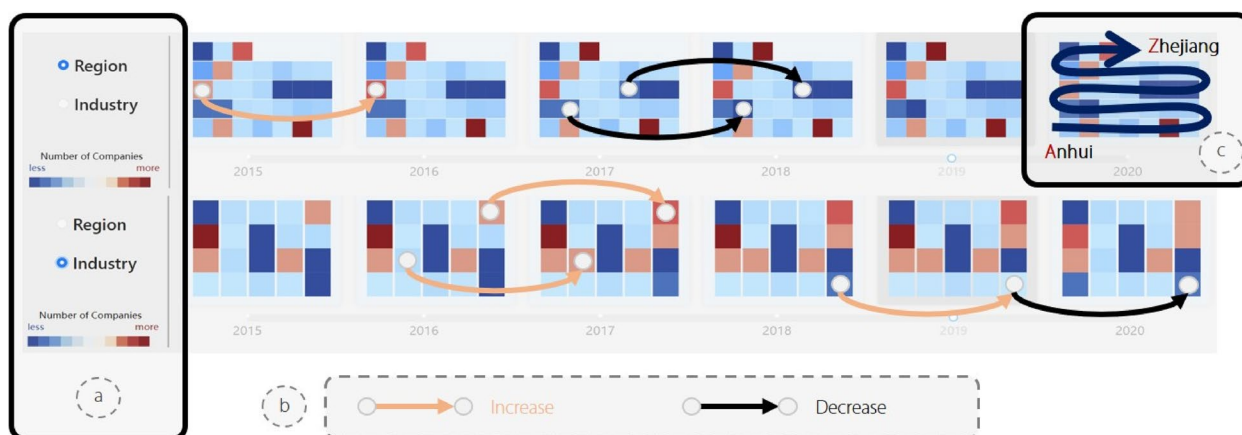 Region
Industry
Number of Companies
less more
Region
Industry
Number of Companies
less more
a
2015 2016 2017 2018 2019 2020
Zhejiang
Anhui
c
2015 2016 2017 2018 2019 2020
b
Increase
Decrease